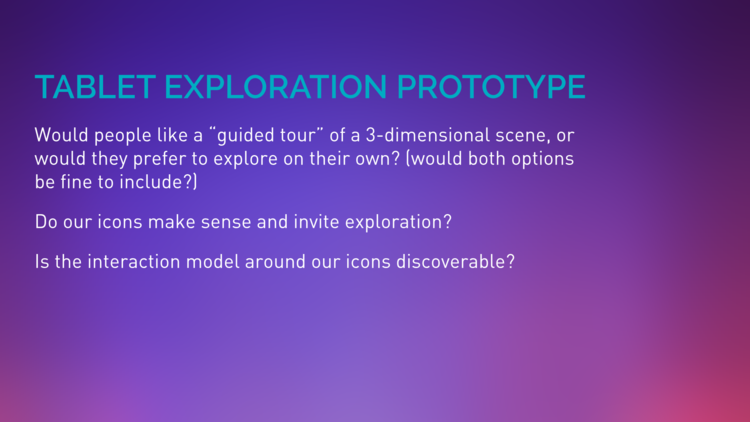 TABLET EXPLORATION PROTOTYPE
Would people like a “guided tour” of a 3-dimensional scene, or
would they prefer to explore on their own? (would both options
be fine to include?)
Do our icons make sense and invite exploration?
Is the interaction model around our icons discoverable?